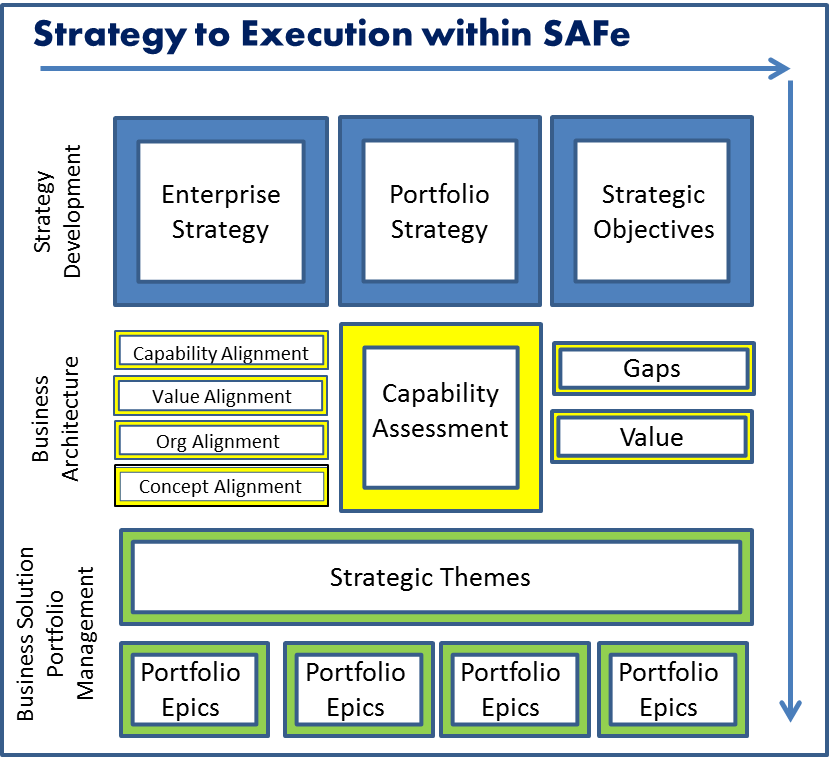 Strategy to Execution within SAFe
Strategy
Development
Enterprise
Strategy
Portfolio
Strategy
Strategic
Objectives
Business
Architecture
Capability Alignment
Value Alignment
Org Alignment
Concept Alignment
Capability
Assessment
Gaps
Value
Business Solution
Portfolio
Management
Strategic Themes
Portfolio
Epics
Portfolio
Epics
Portfolio
Epics
Portfolio
Epics